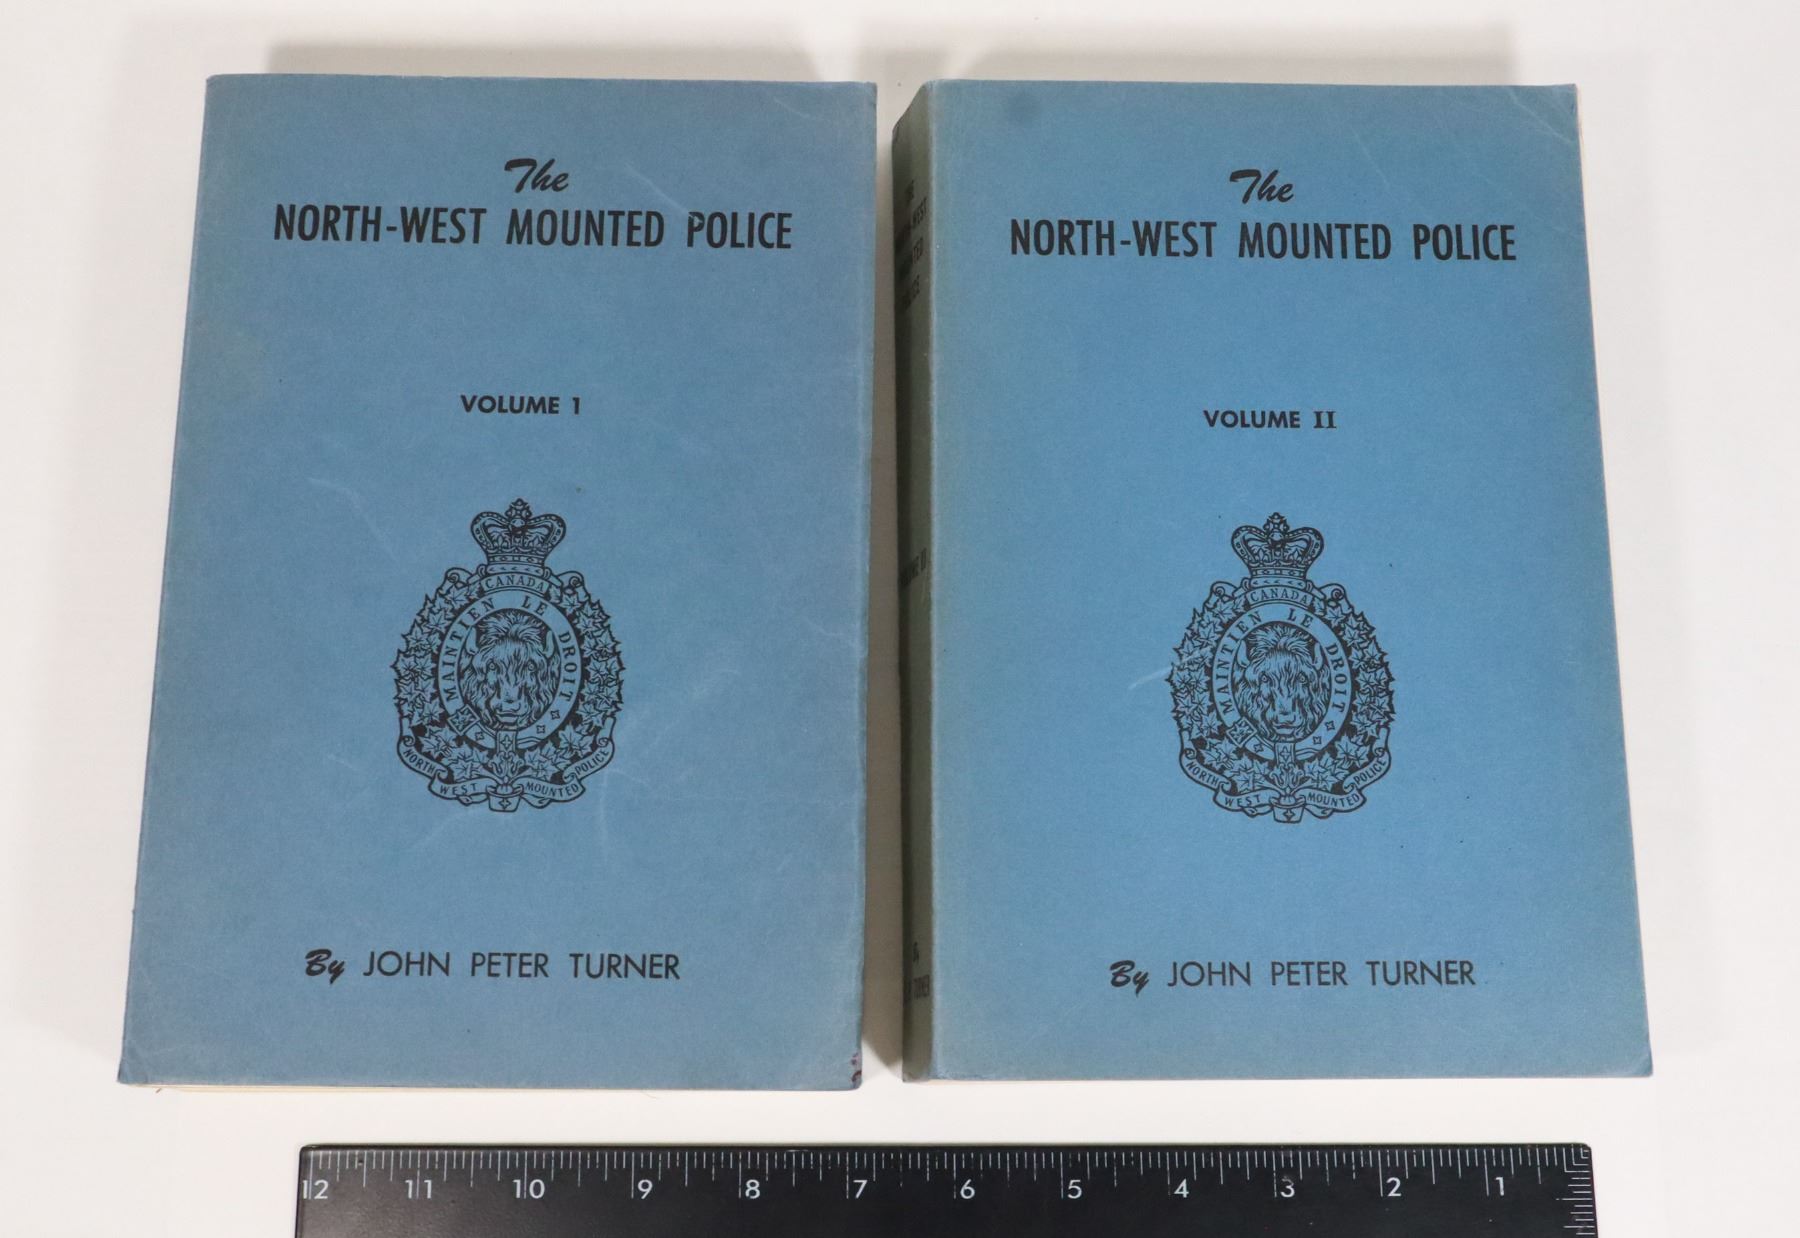 The
NORTH-WEST MOUNTED POLICE
VOLUME 1
CANADA
MAINTIEN LE DROIT
NORTH WEST MOUNTED POLICE
By JOHN PETER TURNER
The
NORTH-WEST MOUNTED POLICE
VOLUME II
CANADA
MAINTIEN LE DROIT
NORTH WEST MOUNTED POLICE
By JOHN PETER TURNER
By
TURNER
12 11 10 9 8 7 6 5 4 3 2 1